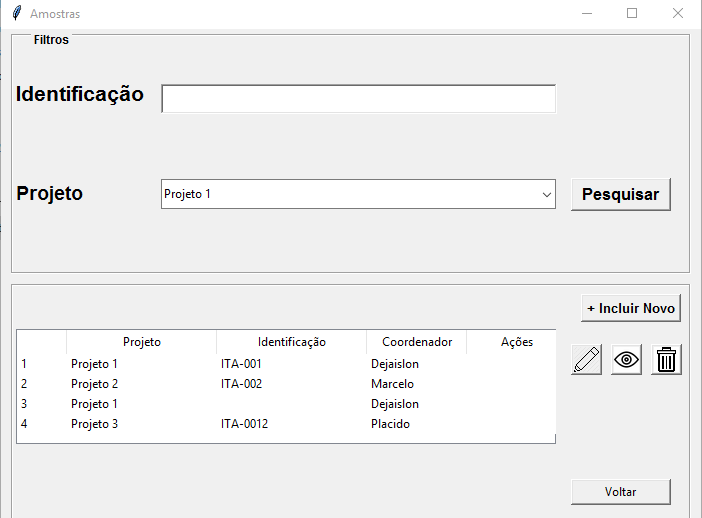 Amostras
Filtros
Identificação
Projeto
Projeto 1
Pesquisar
+ Incluir Novo
Projeto Identificação Coordenador Ações
1 Projeto 1 ITA-001 Dejaislon
2 Projeto 2 ITA-002 Marcelo
3 Projeto 1 Dejaislon
4 Projeto 3 ITA-0012 Placido
Voltar